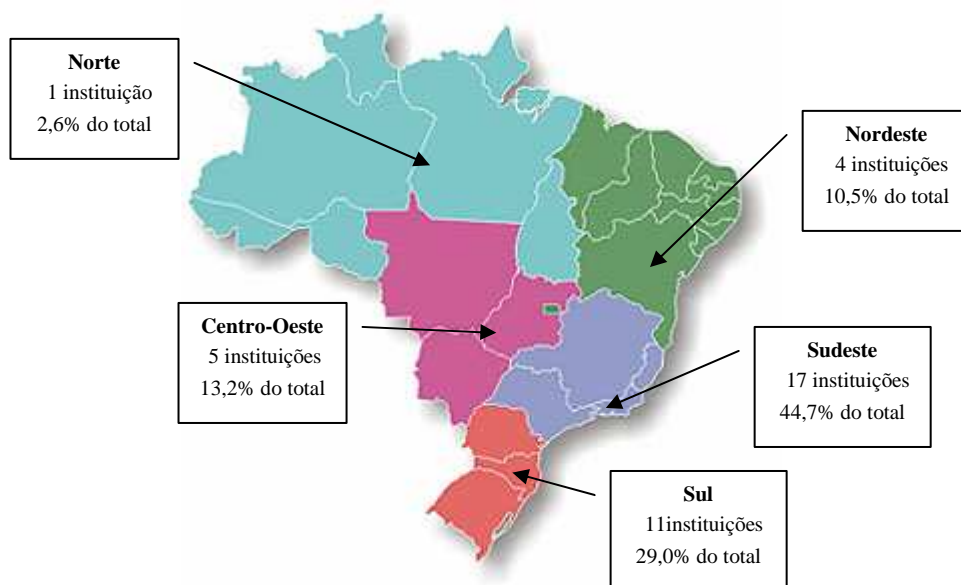 Norte
1 instituição
2,6% do total
Nordeste
4 instituições
10,5% do total
Centro-Oeste
5 instituições
13,2% do total
Sudeste
17 instituições
44,7% do total
Sul
11instituições
29,0% do total